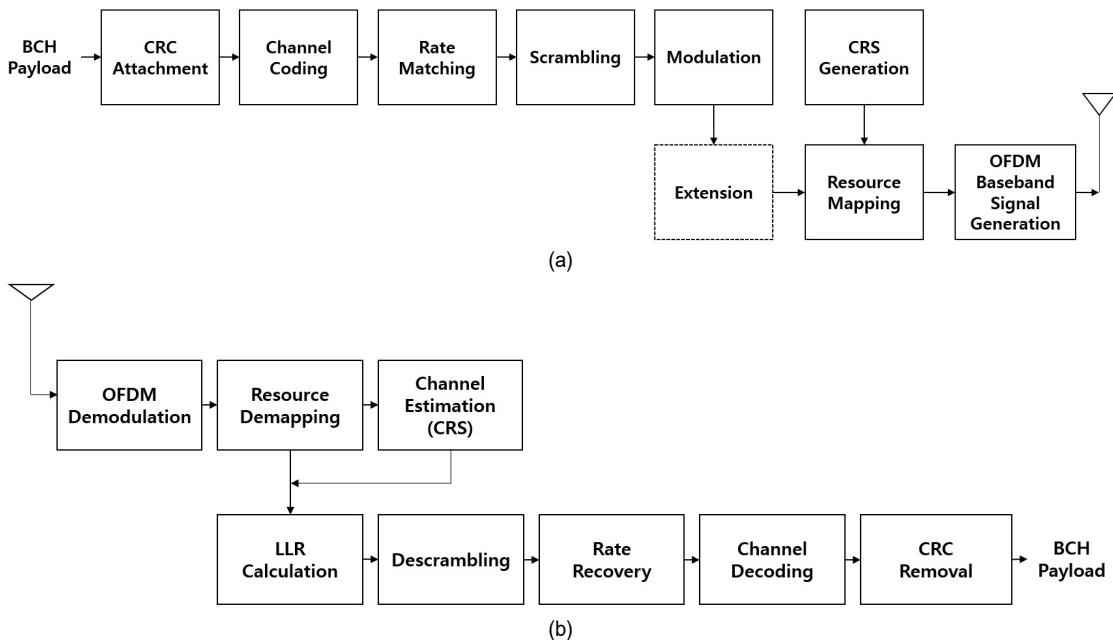 BCH
Payload
CRC
Attachment
Channel
Coding
Rate
Matching
Scrambling
Modulation
CRS
Generation
Extension
Resource
Mapping
OFDM
Baseband
Signal
Generation
(a)
OFDM
Demodulation
Resource
Demapping
Channel
Estimation
(CRS)
LLR
Calculation
Descrambling
Rate
Recovery
Channel
Decoding
CRC
Removal
BCH
Payload
(b)